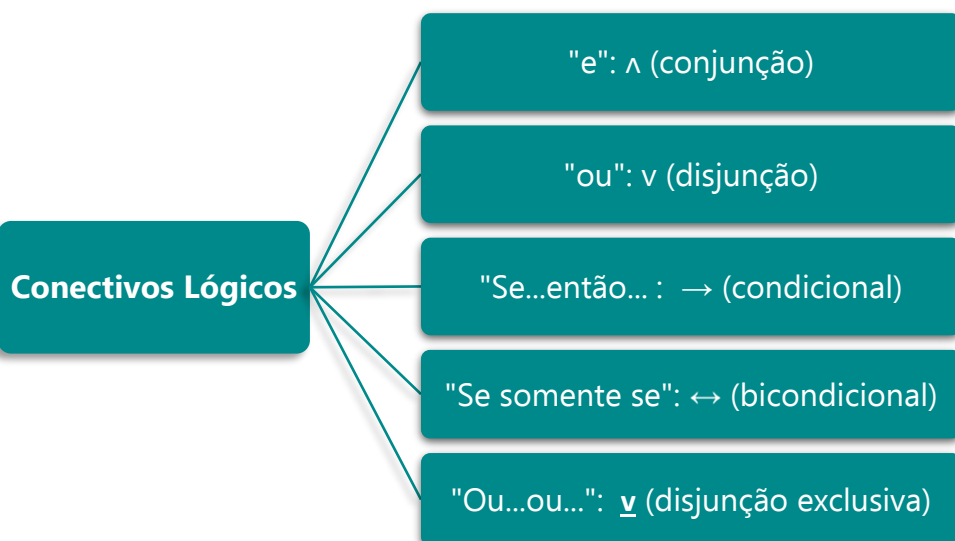 "e": ʌ (conjunção)
"ou": v (disjunção)
Conectivos Lógicos
"Se...então... : → (condicional)
"Se somente se": ↔ (bicondicional)
"Ou...ou...": v (disjunção exclusiva)